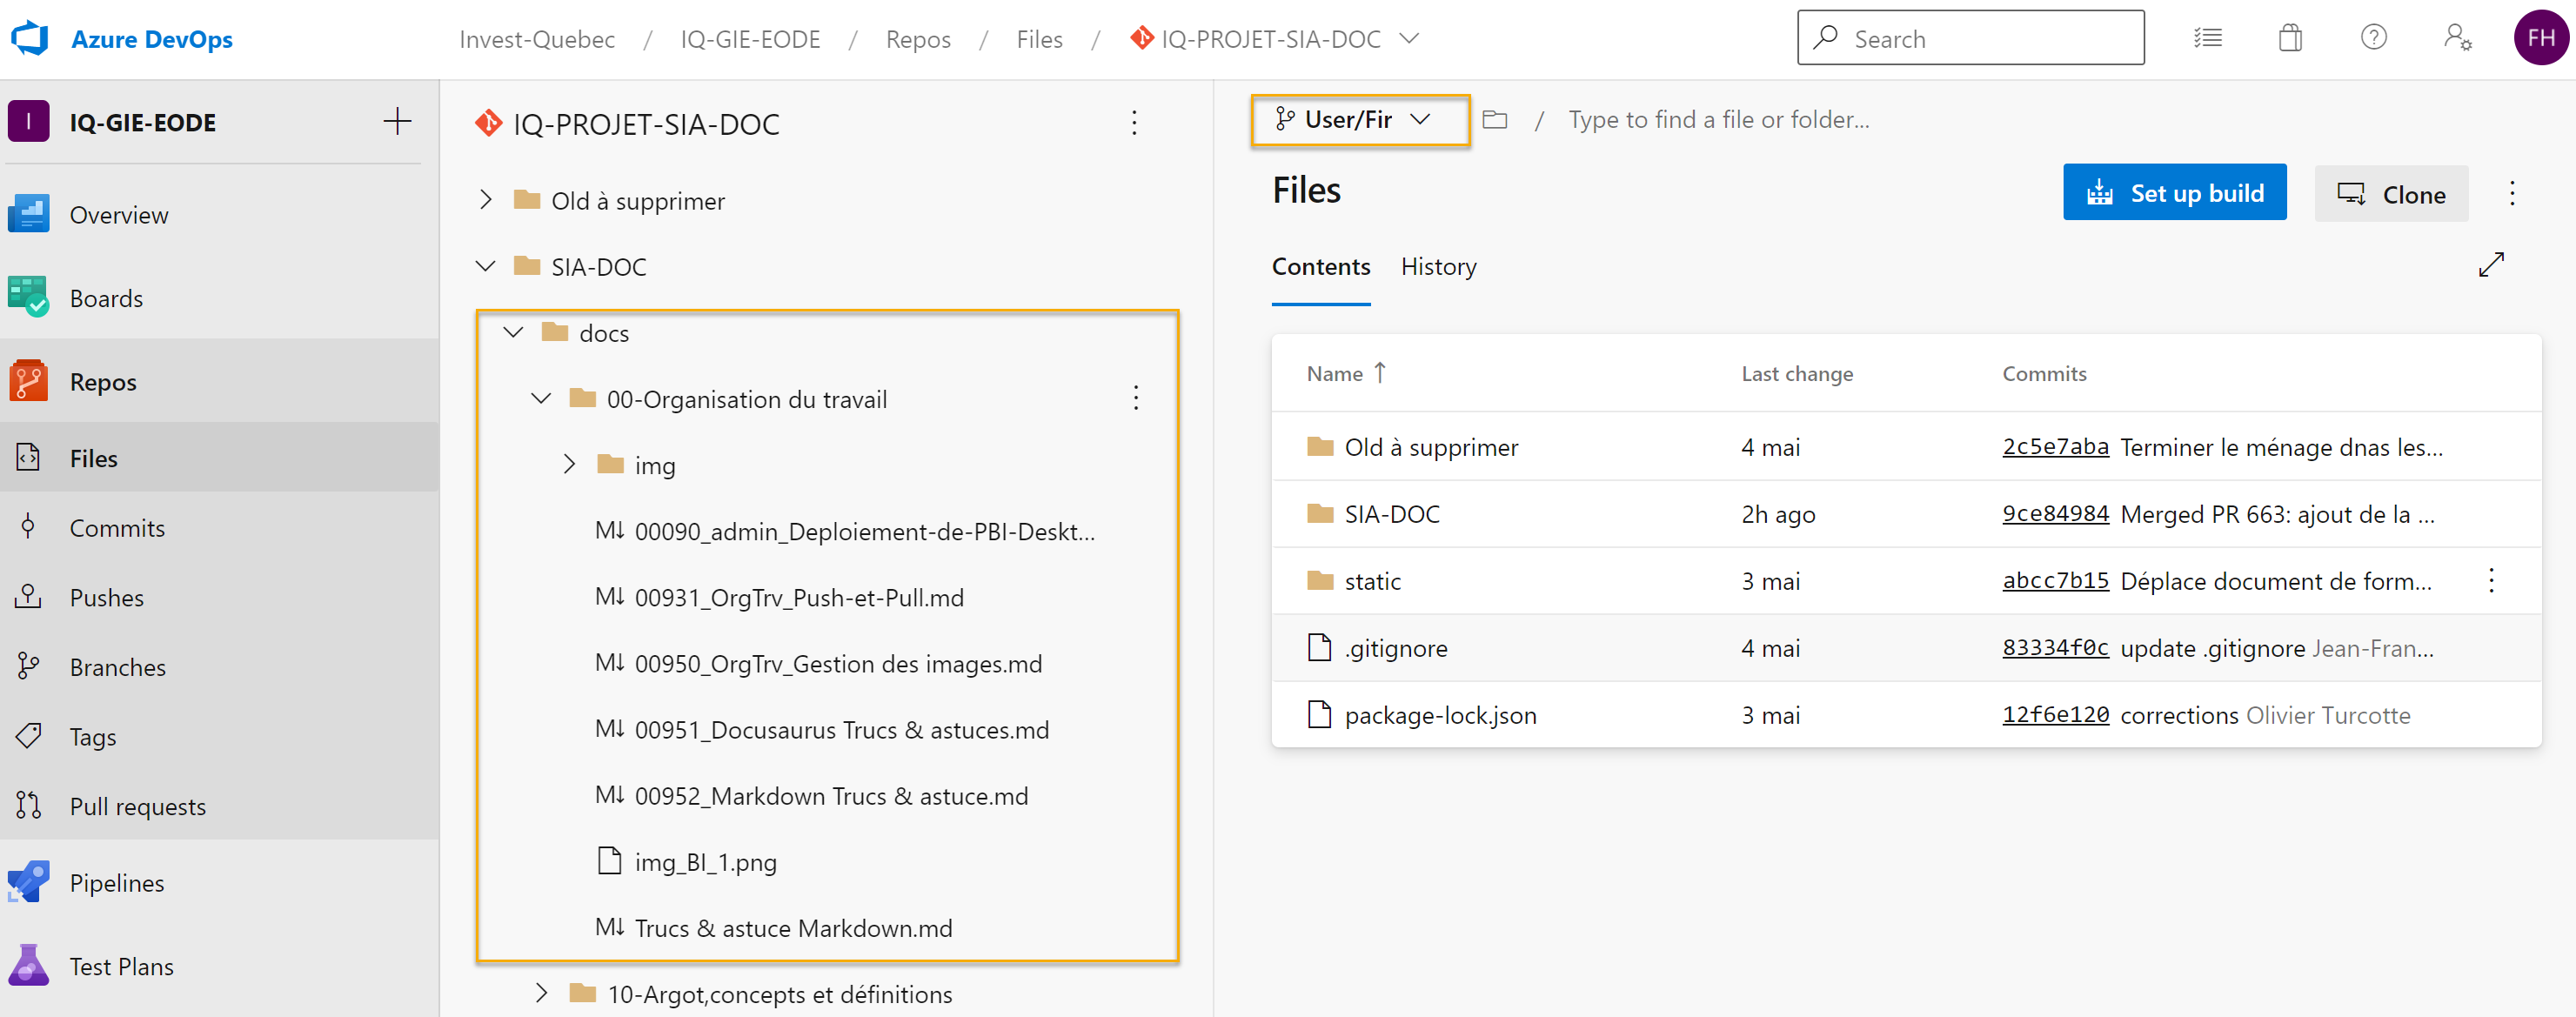 Azure DevOps
Invest-Quebec / IQ-GIE-EODE / Repos / Files / IQ-PROJET-SIA-DOC
Search
FH
I
IQ-GIE-EODE
Overview
Boards
Repos
Files
Commits
Pushes
Branches
Tags
Pull requests
Pipelines
Test Plans
IQ-PROJET-SIA-DOC
Old à supprimer
SIA-DOC
docs
00-Organisation du travail
img
M↓ 00090_admin_Deploiement-de-PBI-Deskt...
M↓ 00931_OrgTrv_Push-et-Pull.md
M↓ 00950_OrgTrv_Gestion des images.md
M↓ 00951_Docusaurus Trucs & astuces.md
M↓ 00952_Markdown Trucs & astuce.md
img_BI_1.png
M↓ Trucs & astuce Markdown.md
10-Argot,concepts et définitions
User/Fir
/ Type to find a file or folder...
Files
Set up build
Clone
Contents History
Name ↑ Last change Commits
Old à supprimer 4 mai 2c5e7aba Terminer le ménage dnas les...
SIA-DOC 2h ago 9ce84984 Merged PR 663: ajout de la ...
static 3 mai abcc7b15 Déplace document de form...
.gitignore 4 mai 83334f0c update .gitignore Jean-Fran...
package-lock.json 3 mai 12f6e120 corrections Olivier Turcotte